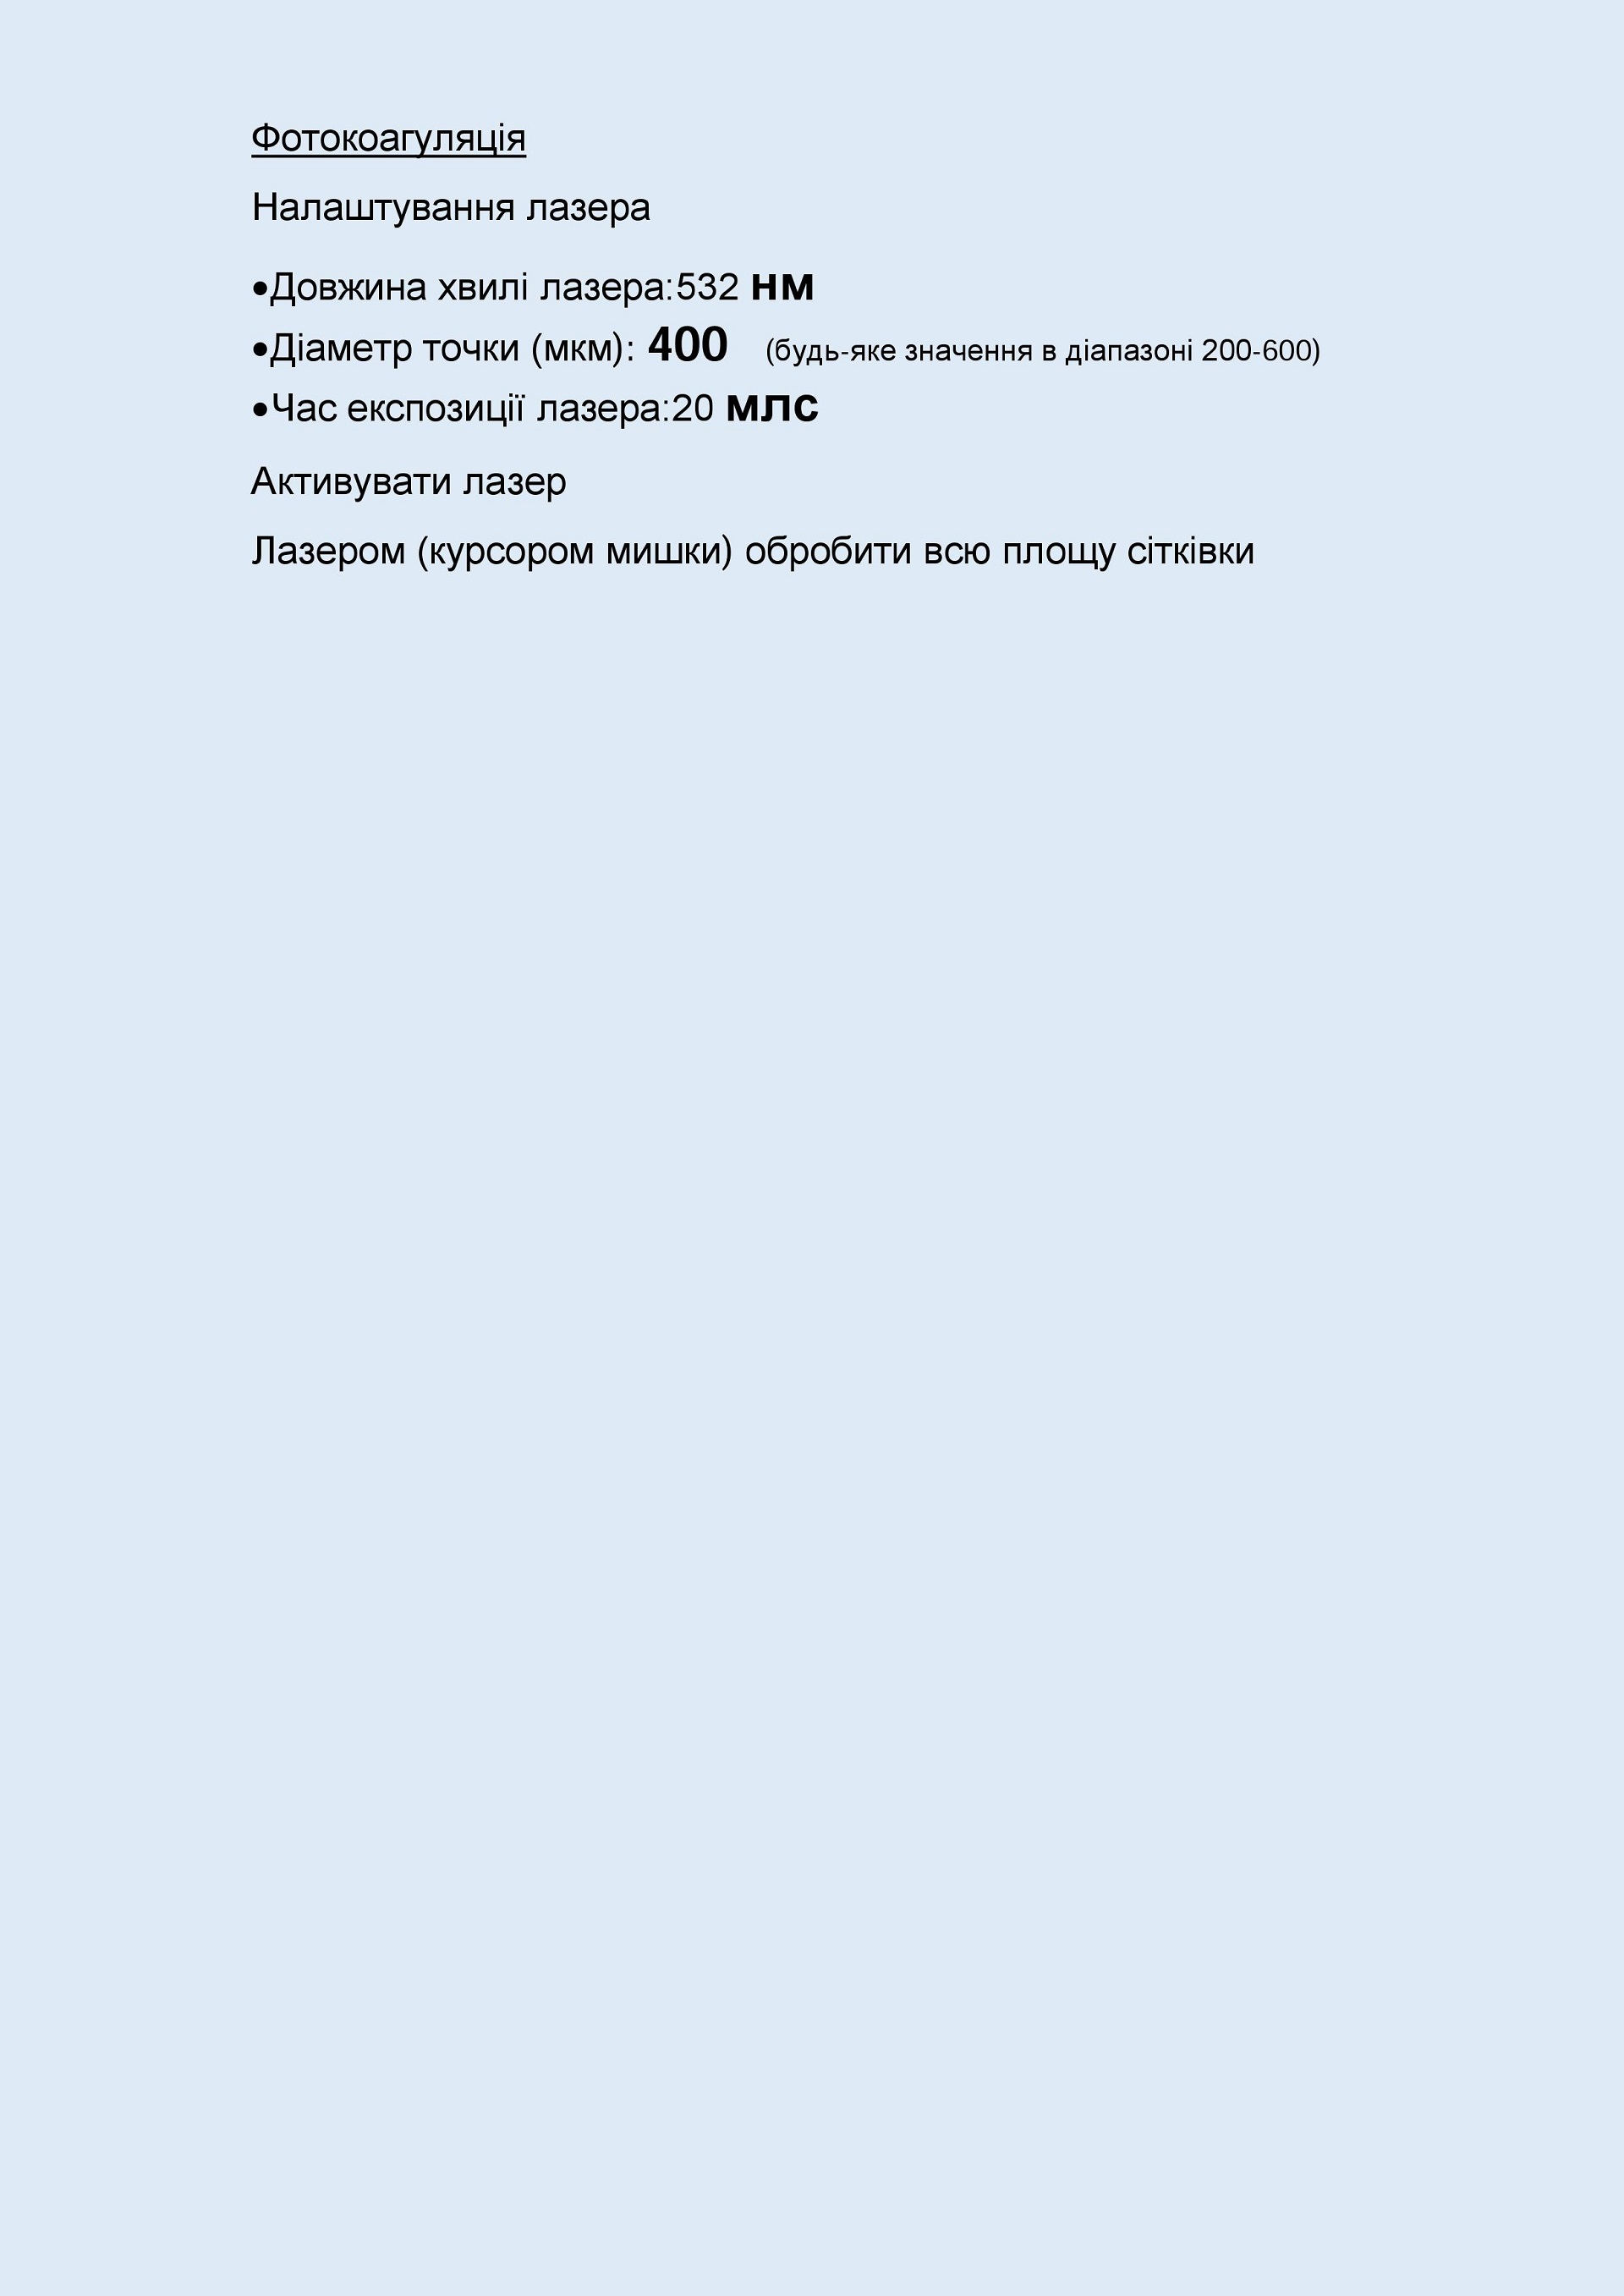 Фотокоагуляція
Налаштування лазера
•Довжина хвилі лазера:532 нм
•Діаметр точки (мкм): 400 (будь-яке значення в діапазоні 200-600)
•Час експозиції лазера:20 млс
Активувати лазер
Лазером (курсором мишки) обробити всю площу сітківки